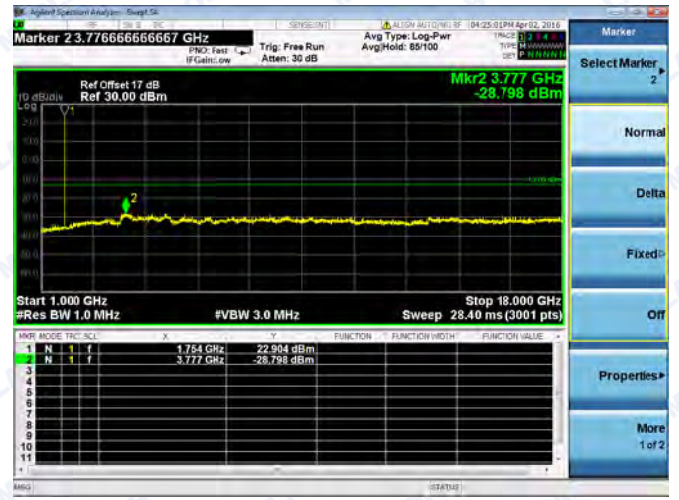 Agilent Spectrum Analyzer - Swept SA
RF
SENSE:INT
ALIGN AUTO/NO RF
04:25:01PM Apr 02, 2016
Marker 2 3.776666666667 GHz
PNO: Fast
IFGain:Low
Trig: Free Run
Atten: 30 dB
Avg Type: Log-Pwr
Avg|Hold: 85/100
TRACE 1 2 3 4 5 6
TYPE M
DET P N N N N N
Ref Offset 17 dB
10 dB/div Ref 30.00 dBm
Log
Mkr2 3.777 GHz
-28.798 dBm
1
2
Start 1.000 GHz
Stop 18.000 GHz
#Res BW 1.0 MHz
#VBW 3.0 MHz
Sweep 28.40 ms (3001 pts)
MKR MODE TRC SCL X Y FUNCTION FUNCTION WIDTH FUNCTION VALUE
1 N 1 f 1.754 GHz 22.904 dBm
2 N 1 f 3.777 GHz -28.798 dBm
3
4
5
6
7
8
9
10
11
MSG
STATUS
Marker
Select Marker
2
Normal
Delta
Fixed
Off
Properties
More
1 of 2